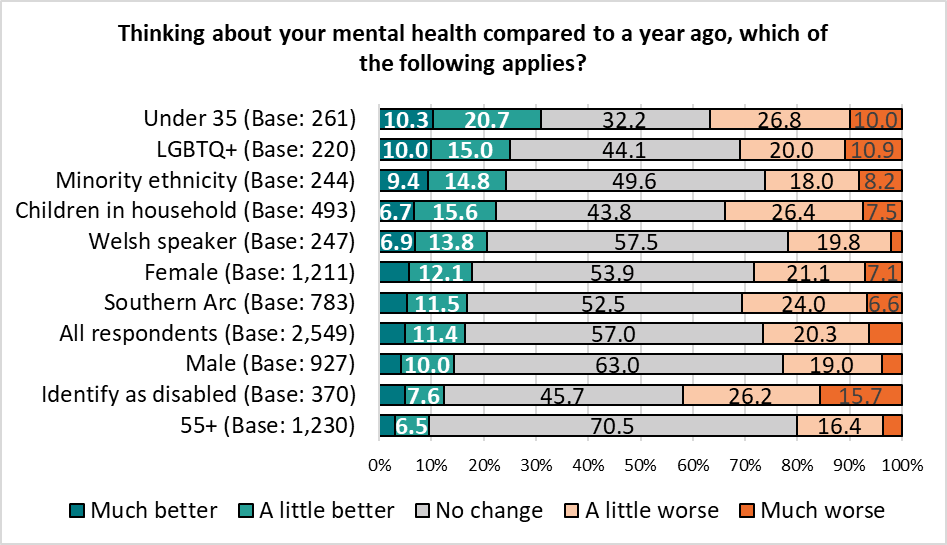 Thinking about your mental health compared to a year ago, which of
the following applies?
Under 35 (Base: 261) 10.3 20.7 32.2 26.8 10.0
LGBTQ+ (Base: 220) 10.0 15.0 44.1 20.0 10.9
Minority ethnicity (Base: 244) 9.4 14.8 49.6 18.0 8.2
Children in household (Base: 493) 6.7 15.6 43.8 26.4 7.5
Welsh speaker (Base: 247) 6.9 13.8 57.5 19.8
Female (Base: 1,211) 12.1 53.9 21.1 7.1
Southern Arc (Base: 783) 11.5 52.5 24.0 6.6
All respondents (Base: 2,549) 11.4 57.0 20.3
Male (Base: 927) 10.0 63.0 19.0
Identify as disabled (Base: 370) 7.6 45.7 26.2 15.7
55+ (Base: 1,230) 6.5 70.5 16.4
0% 10% 20% 30% 40% 50% 60% 70% 80% 90% 100%
Much better A little better No change A little worse Much worse